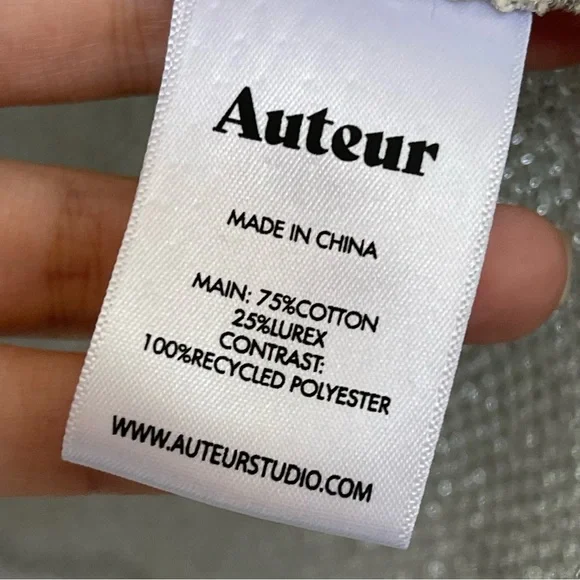 Auteur
MADE IN CHINA
MAIN: 75%COTTON
25%LUREX
CONTRAST:
100%RECYCLED POLYESTER
WWW.AUTEURSTUDIO.COM